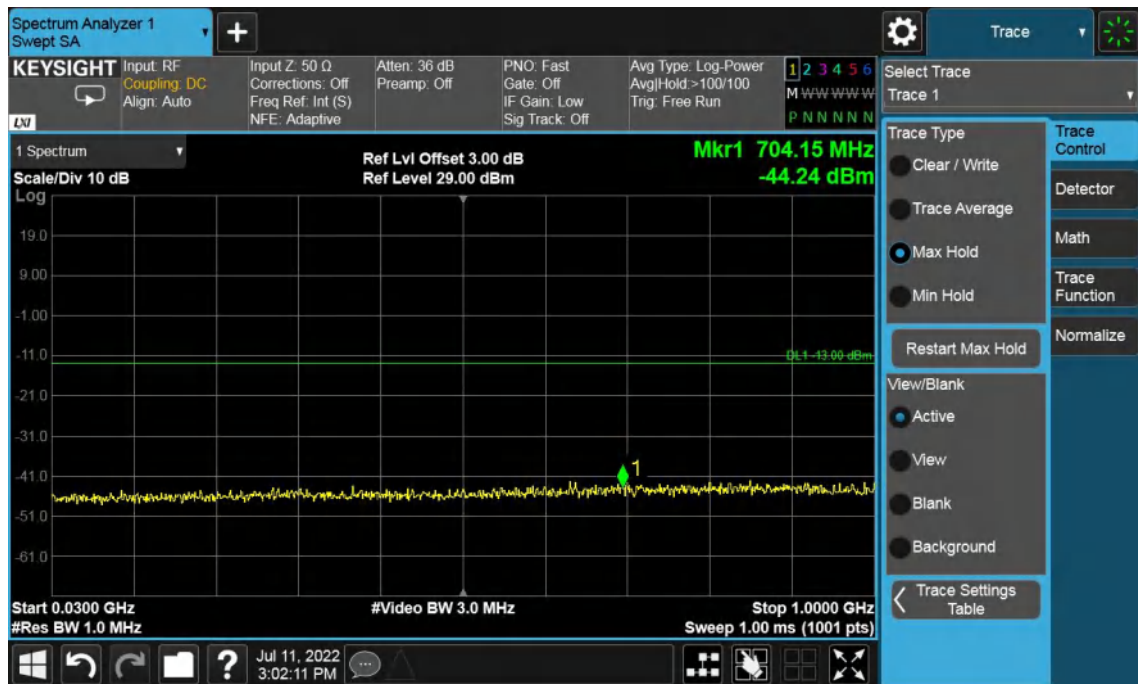 Spectrum Analyzer 1
Swept SA
+
Trace
KEYSIGHT
LXI
Input: RF
Coupling: DC
Align: Auto
Input Z: 50 Ω
Corrections: Off
Freq Ref: Int (S)
NFE: Adaptive
Atten: 36 dB
Preamp: Off
PNO: Fast
Gate: Off
IF Gain: Low
Sig Track: Off
Avg Type: Log-Power
Avg|Hold:>100/100
Trig: Free Run
1 2 3 4 5 6
M W W W W W
P N N N N N
Select Trace
Trace 1
1 Spectrum
Scale/Div 10 dB
Log
Ref Lvl Offset 3.00 dB
Ref Level 29.00 dBm
Mkr1 704.15 MHz
-44.24 dBm
19.0
9.00
-1.00
-11.0
-21.0
-31.0
-41.0
-51.0
-61.0
DL1 -13.00 dBm
1
Start 0.0300 GHz
#Res BW 1.0 MHz
#Video BW 3.0 MHz
Stop 1.0000 GHz
Sweep 1.00 ms (1001 pts)
Trace Type
Clear / Write
Trace Average
Max Hold
Min Hold
Restart Max Hold
View/Blank
Active
View
Blank
Background
Trace Settings
Table
Trace
Control
Detector
Math
Trace
Function
Normalize
?
Jul 11, 2022
3:02:11 PM